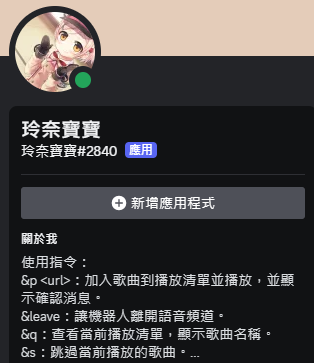 玲奈寶寶
玲奈寶寶#2840 應用
新增應用程式
關於我
使用指令：
&p <url>：加入歌曲到播放清單並播放，並顯
示確認消息。
&leave：讓機器人離開語音頻道。
&q：查看當前播放清單，顯示歌曲名稱。
&s：跳過當前播放的歌曲。...